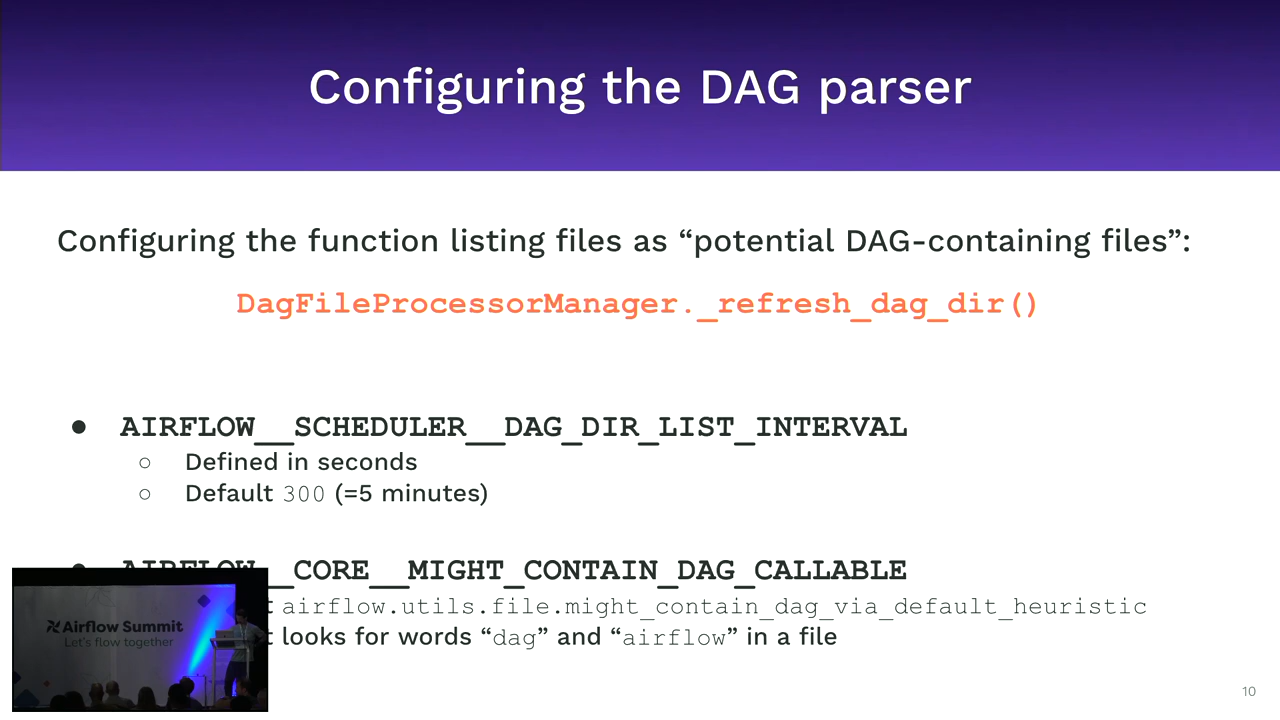 Configuring the DAG parser
Configuring the function listing files as “potential DAG-containing files”:
DagFileProcessorManager._refresh_dag_dir()
● AIRFLOW__SCHEDULER__DAG_DIR_LIST_INTERVAL
○ Defined in seconds
○ Default 300 (=5 minutes)
● AIRFLOW__CORE__MIGHT_CONTAIN_DAG_CALLABLE
airflow.utils.file.might_contain_dag_via_default_heuristic
looks for words “dag” and “airflow” in a file
Airflow Summit
Let's flow together
10